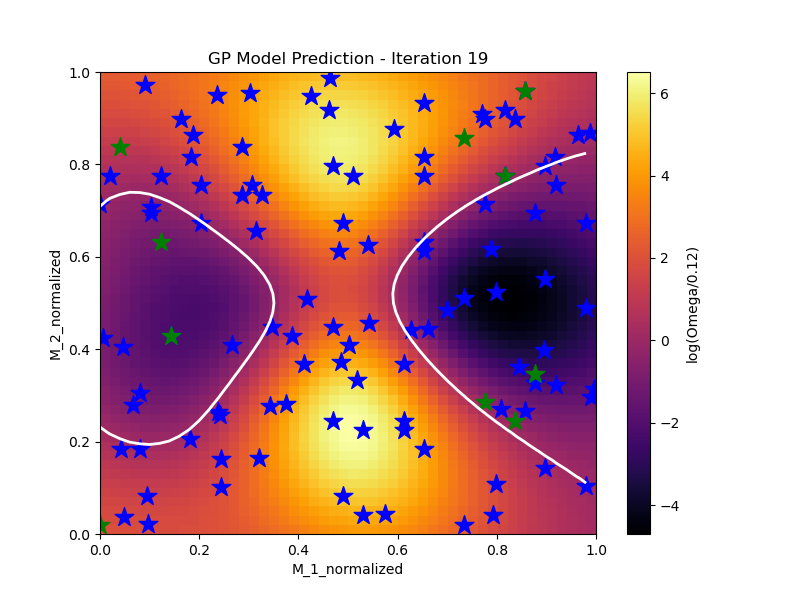 GP Model Prediction - Iteration 19
1.0
0.8
0.6
0.4
0.2
0.0
M_2_normalized
0.0 0.2 0.4 0.6 0.8 1.0
M_1_normalized
6
4
2
0
−2
−4
log(Omega/0.12)